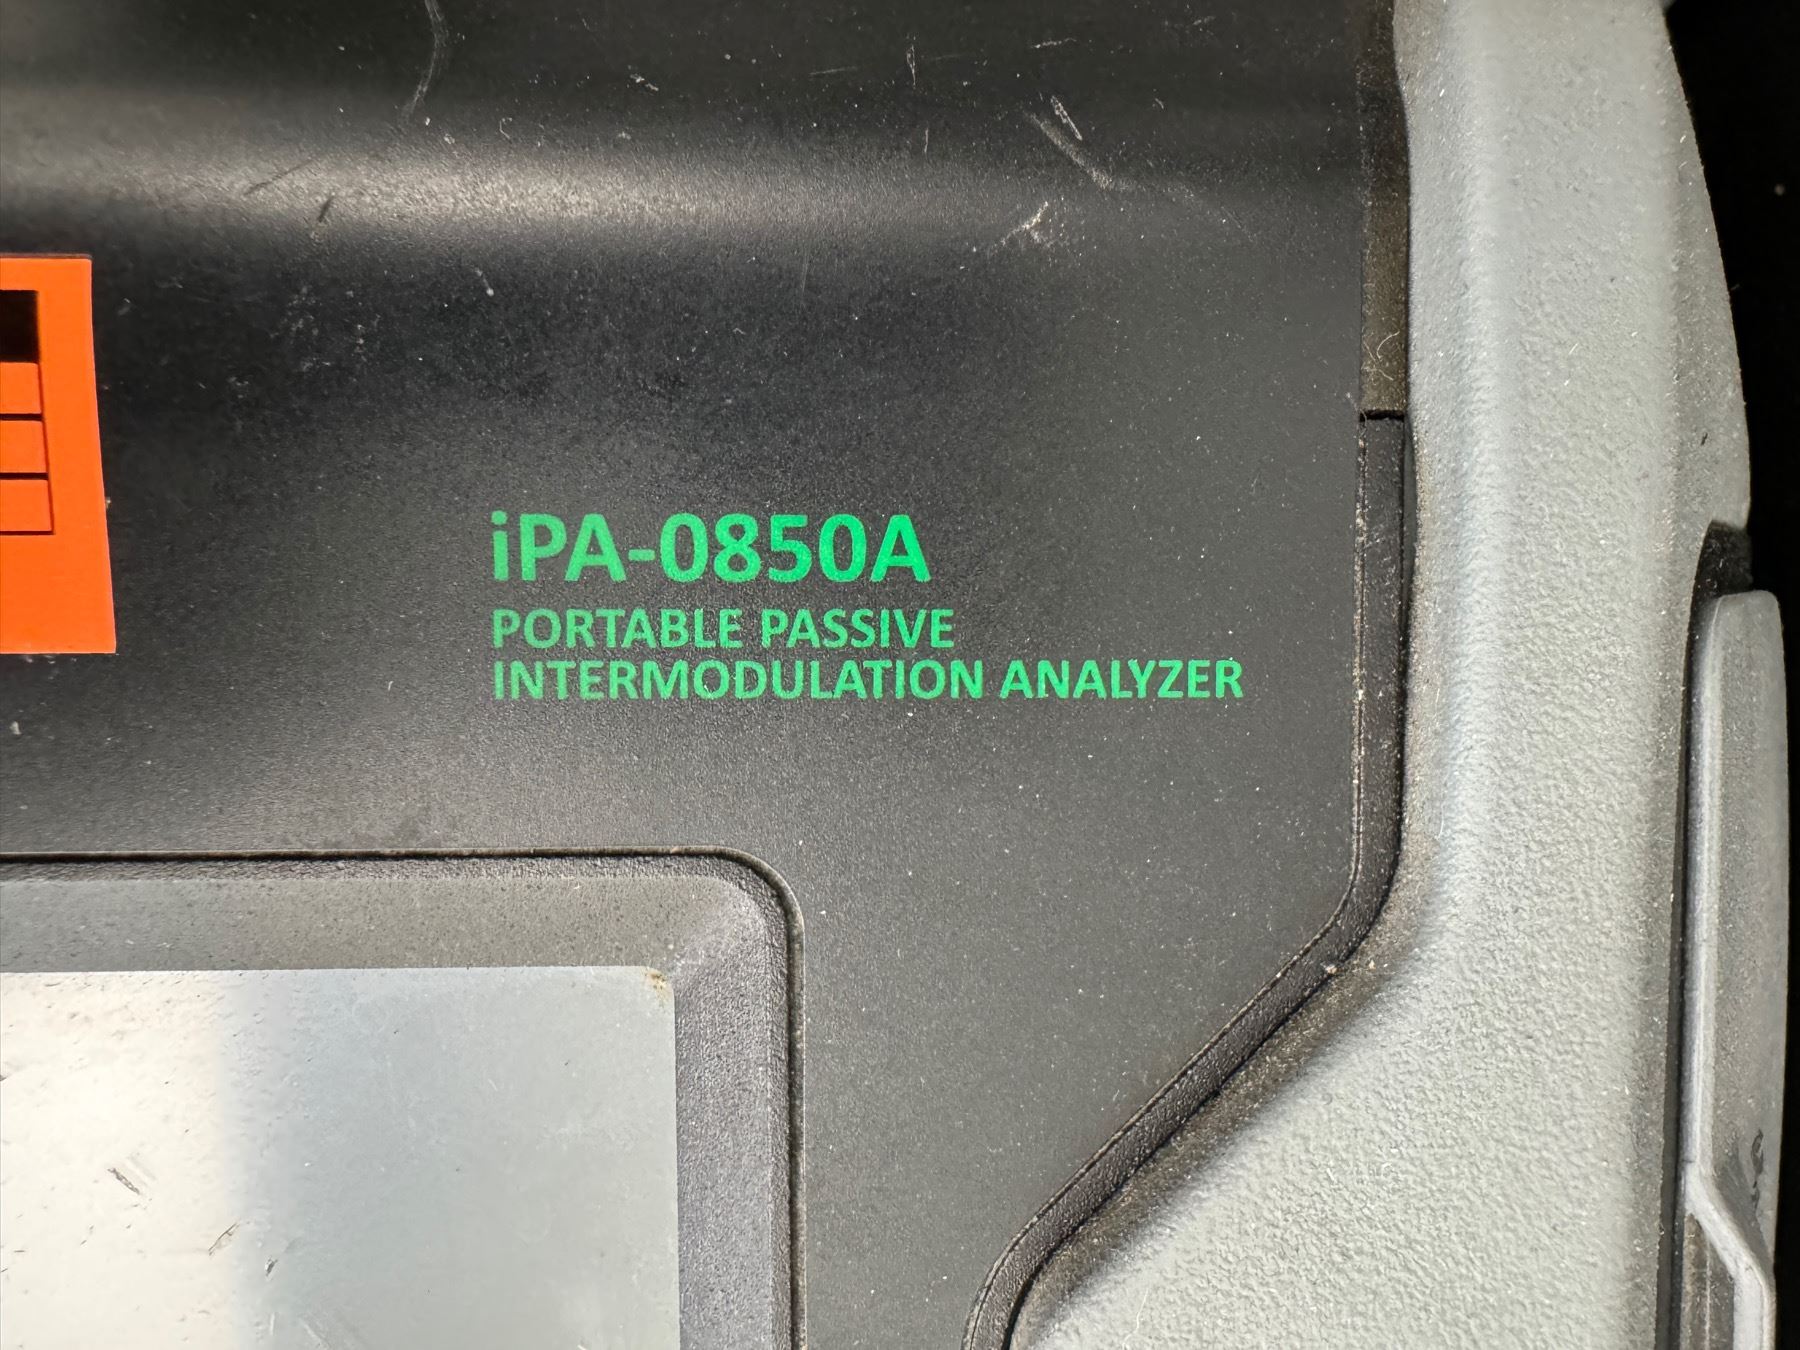 iPA-0850A
PORTABLE PASSIVE
INTERMODULATION ANALYZER